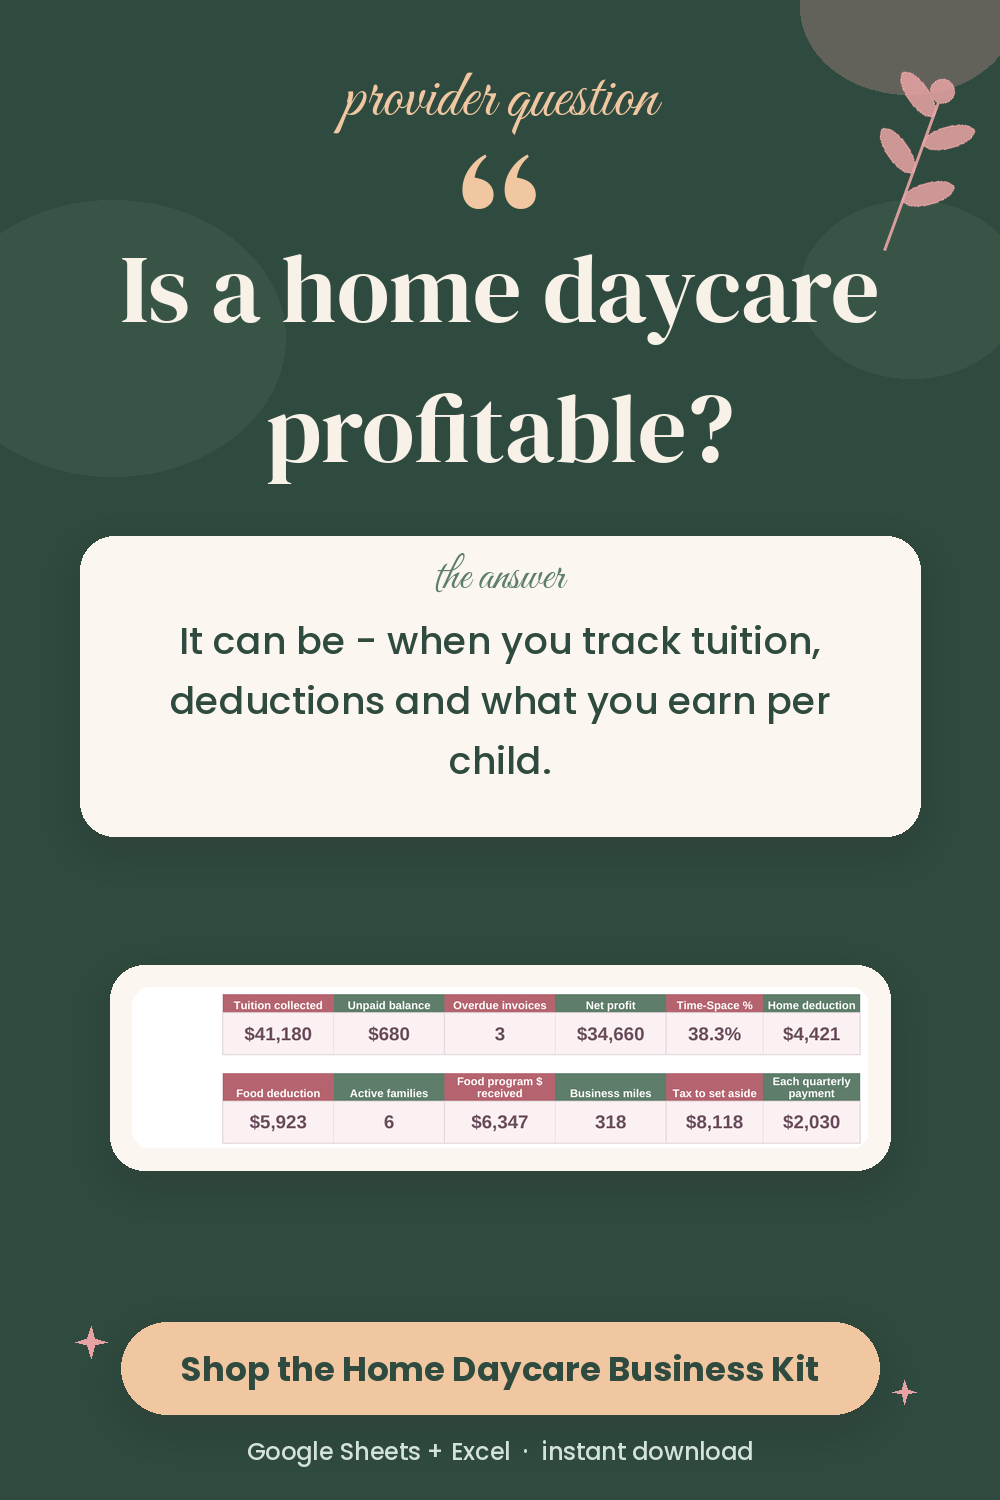 provider question
“
Is a home daycare
profitable?
the answer
It can be - when you track tuition,
deductions and what you earn per
child.
Tuition collected Unpaid balance Overdue invoices Net profit Time-Space % Home deduction
$41,180 $680 3 $34,660 38.3% $4,421
Food deduction Active families Food program $ received Business miles Tax to set aside Each quarterly payment
$5,923 6 $6,347 318 $8,118 $2,030
Shop the Home Daycare Business Kit
Google Sheets + Excel · instant download